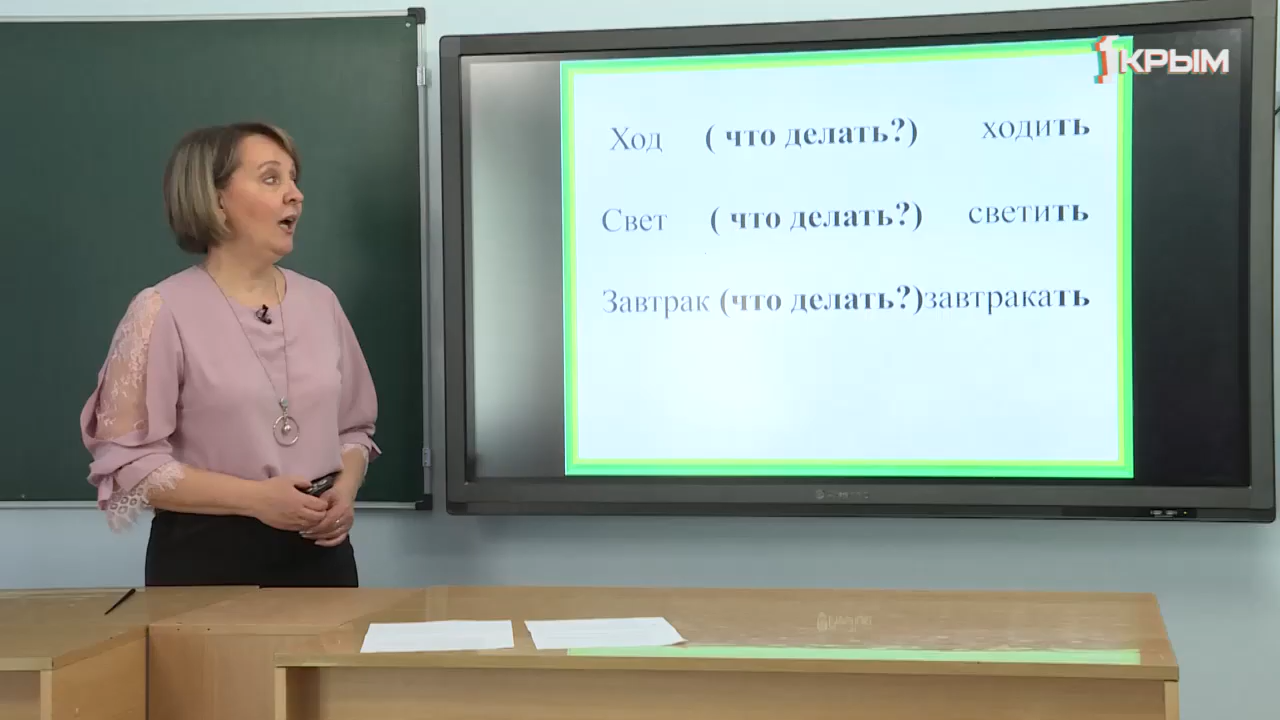 1КРЫМ
Ход ( что делать?) ходить
Свет ( что делать?) светить
Завтрак (что делать?)завтракать